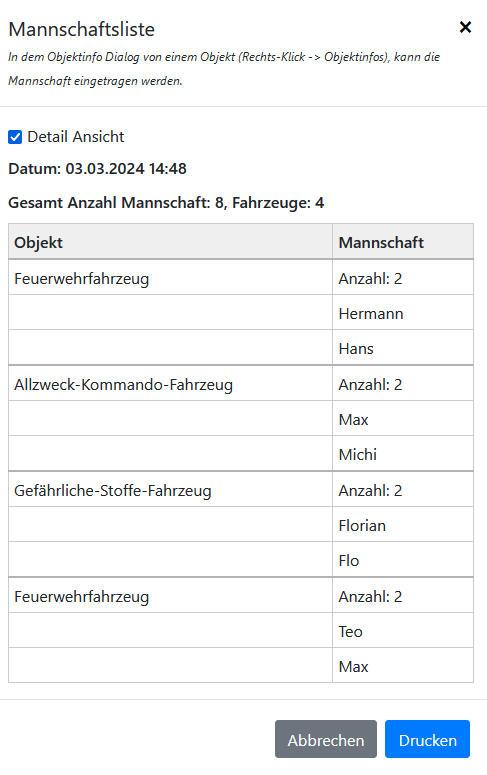 Mannschaftsliste
×
In dem Objektinfo Dialog von einem Objekt (Rechts-Klick -> Objektinfos), kann die
Mannschaft eingetragen werden.
Detail Ansicht
Datum: 03.03.2024 14:48
Gesamt Anzahl Mannschaft: 8, Fahrzeuge: 4
Objekt Mannschaft
Feuerwehrfahrzeug Anzahl: 2
Hermann
Hans
Allzweck-Kommando-Fahrzeug Anzahl: 2
Max
Michi
Gefährliche-Stoffe-Fahrzeug Anzahl: 2
Florian
Flo
Feuerwehrfahrzeug Anzahl: 2
Teo
Max
Abbrechen Drucken